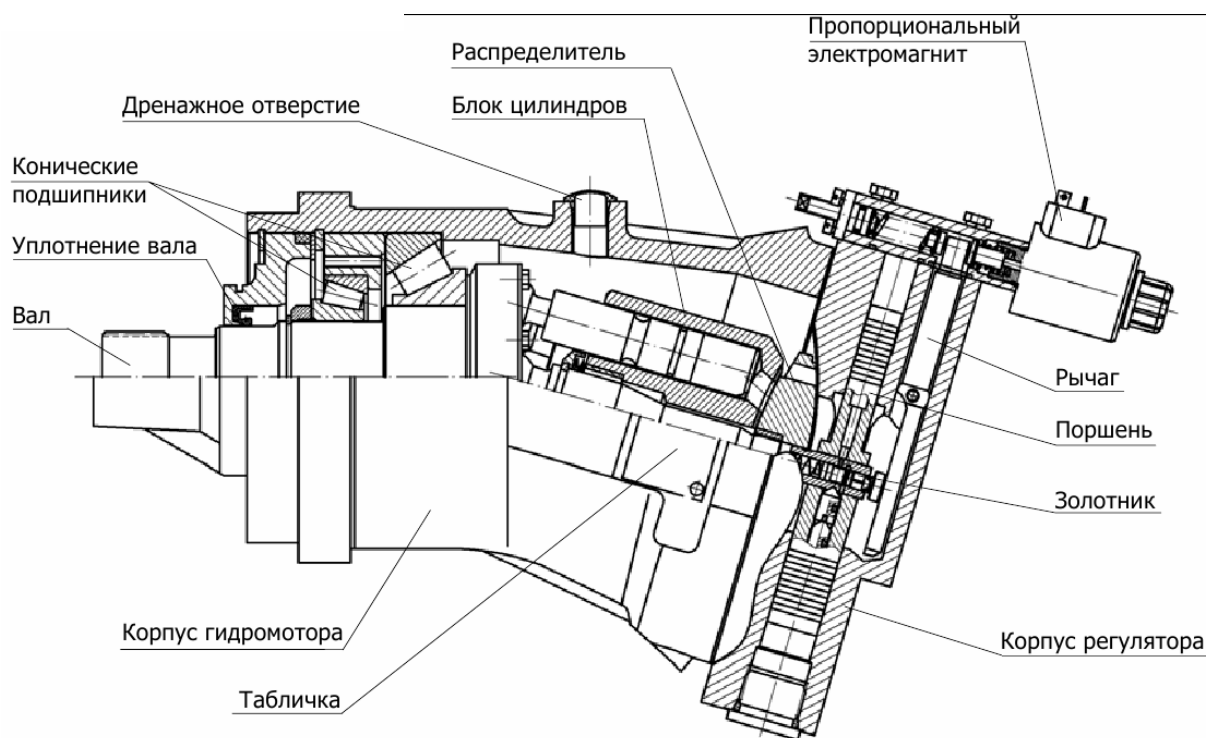 Пропорциональный
электромагнит
Распределитель
Блок цилиндров
Дренажное отверстие
Конические
подшипники
Уплотнение вала
Вал
Рычаг
Поршень
Золотник
Корпус гидромотора
Корпус регулятора
Табличка